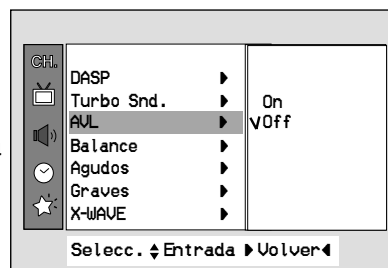 CH.
DASP
Turbo Snd.
AVL
Balance
Agudos
Graves
X-WAVE
On
Off
Selecc. Entrada Volver